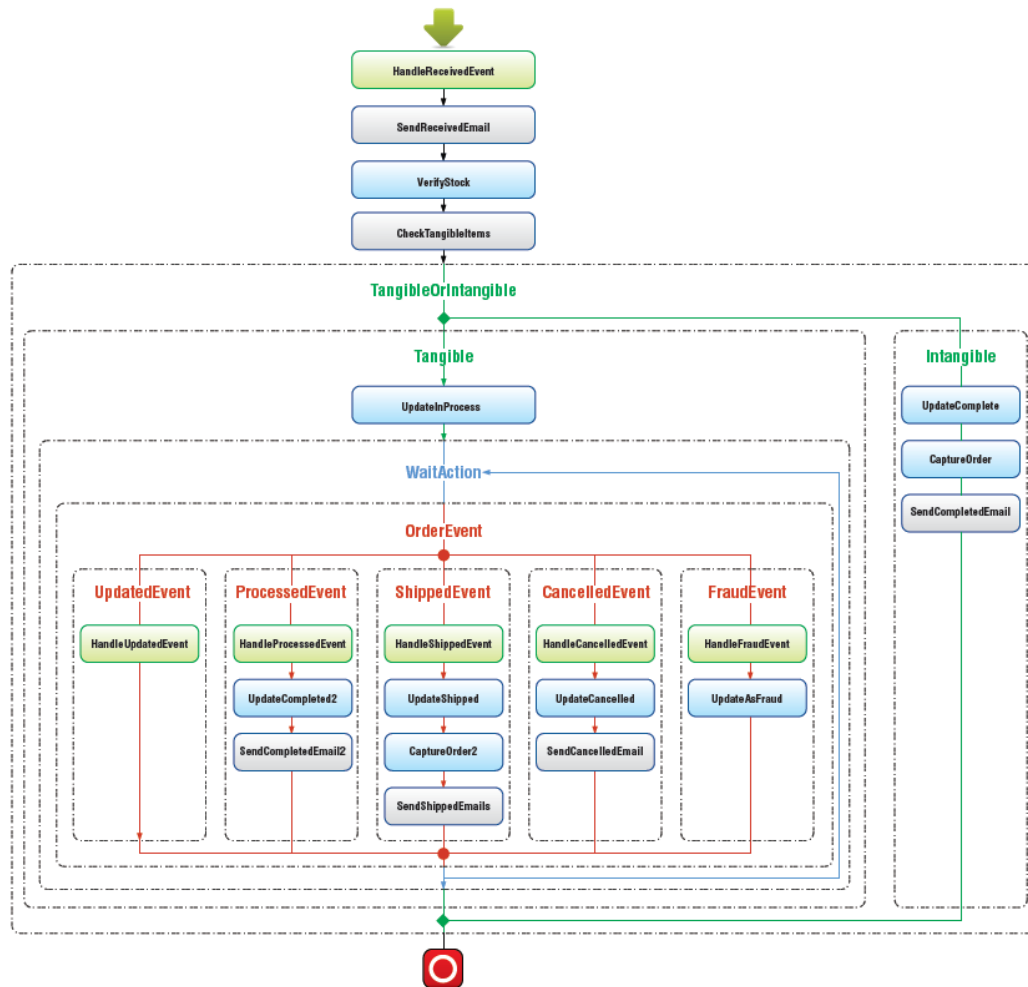 HandleReceivedEvent
SendReceivedEmail
VerifyStock
CheckTangibleItems
TangibleOrIntangible
Tangible
Intangible
UpdateInProcess
UpdateComplete
CaptureOrder
SendCompletedEmail
WaitAction
OrderEvent
UpdatedEvent
ProcessedEvent
ShippedEvent
CancelledEvent
FraudEvent
HandleUpdatedEvent
HandleProcessedEvent
HandleShippedEvent
HandleCancelledEvent
HandleFraudEvent
UpdateCompleted2
UpdateShipped
UpdateCancelled
UpdateAsFraud
SendCompletedEmail2
CaptureOrder2
SendCancelledEmail
SendShippedEmails